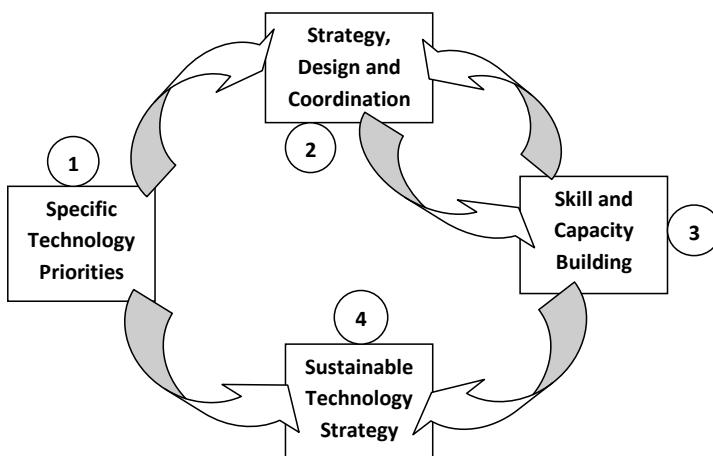 Strategy,
Design and
Coordination
2
1
Specific
Technology
Priorities
Skill and
Capacity
Building
3
4
Sustainable
Technology
Strategy